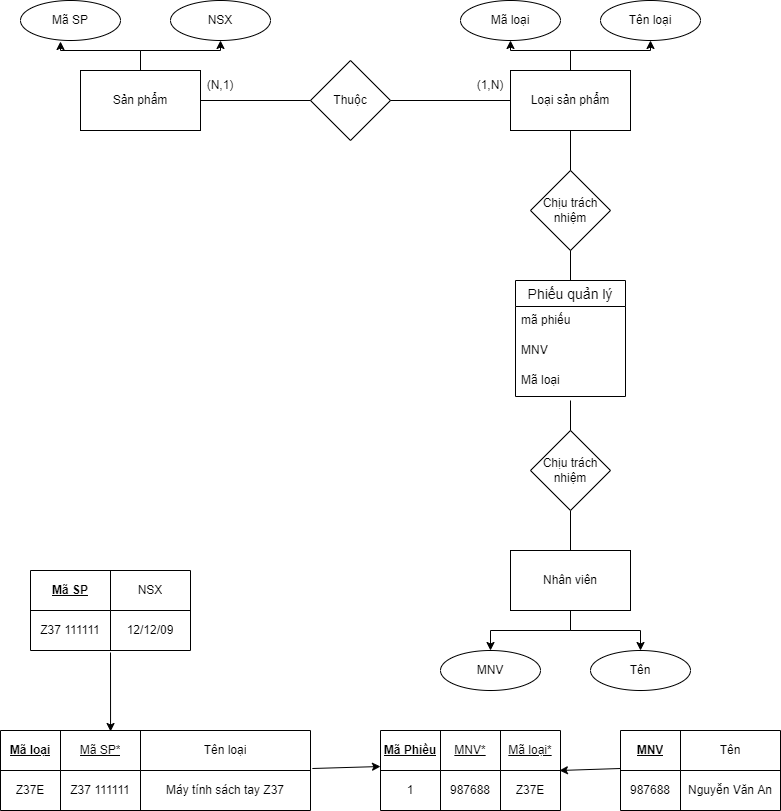 Mã SP
NSX
Mã loại
Tên loại
Sản phẩm
(N,1)
Thuộc
(1,N)
Loại sản phẩm
Chịu trách
nhiệm
Phiếu quản lý
mã phiếu
MNV
Mã loại
Chịu trách
nhiệm
Nhân viên
MNV
Tên
Mã SP NSX
Z37 111111 12/12/09
Mã loại Mã SP* Tên loại
Z37E Z37 111111 Máy tính sách tay Z37
Mã Phiêu MNV* Mã loại*
1 987688 Z37E
MNV Tên
987688 Nguyễn Văn An